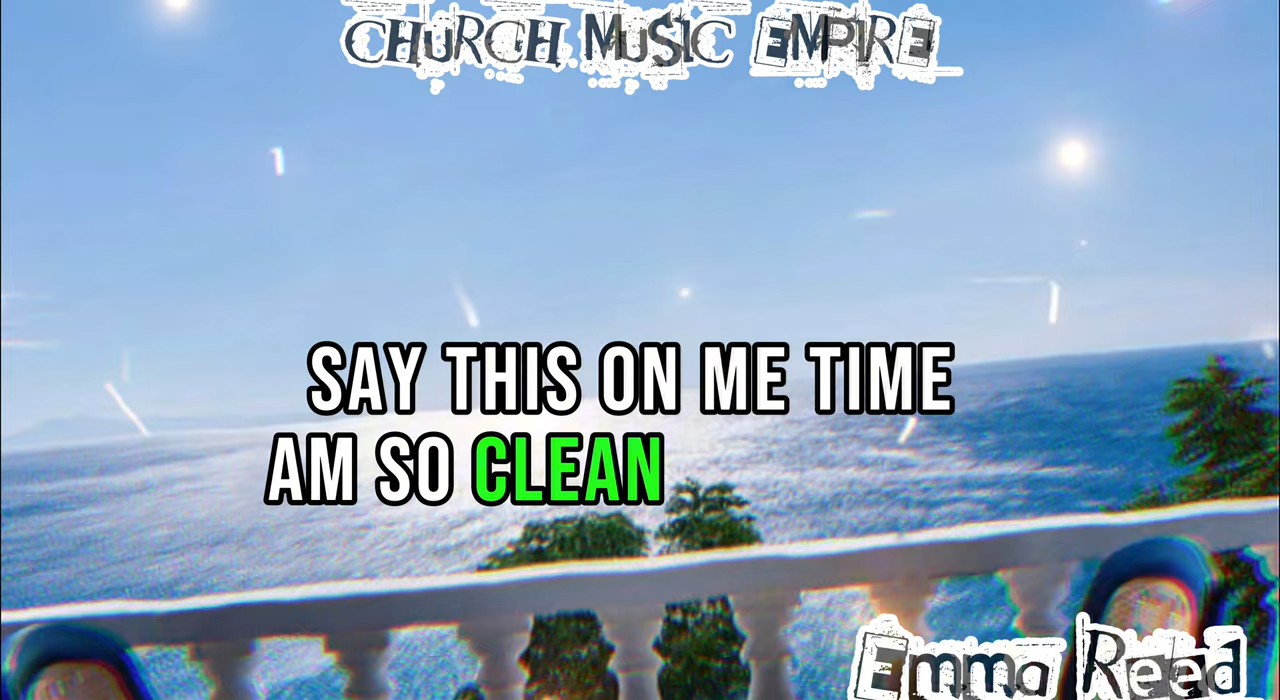 CHURCH MUSIC EMPIRE
SAY THIS ON ME TIME
AM SO CLEAN
Emma Reed